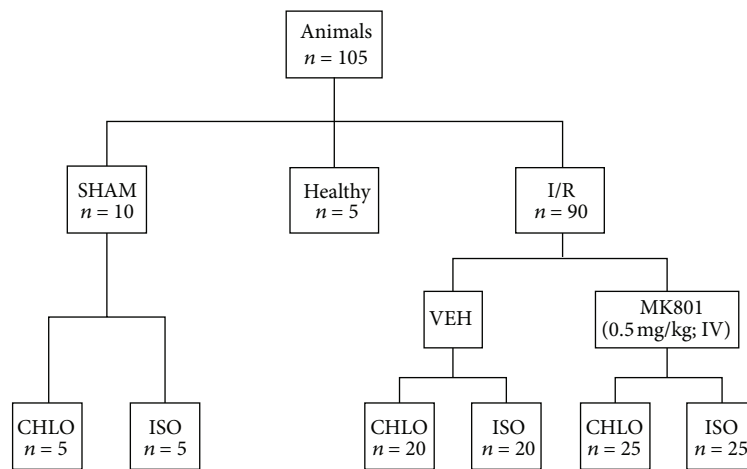 Animals
n = 105
SHAM
n = 10
Healthy
n = 5
I/R
n = 90
VEH
MK801
(0.5 mg/kg; IV)
CHLO
n = 5
ISO
n = 5
CHLO
n = 20
ISO
n = 20
CHLO
n = 25
ISO
n = 25